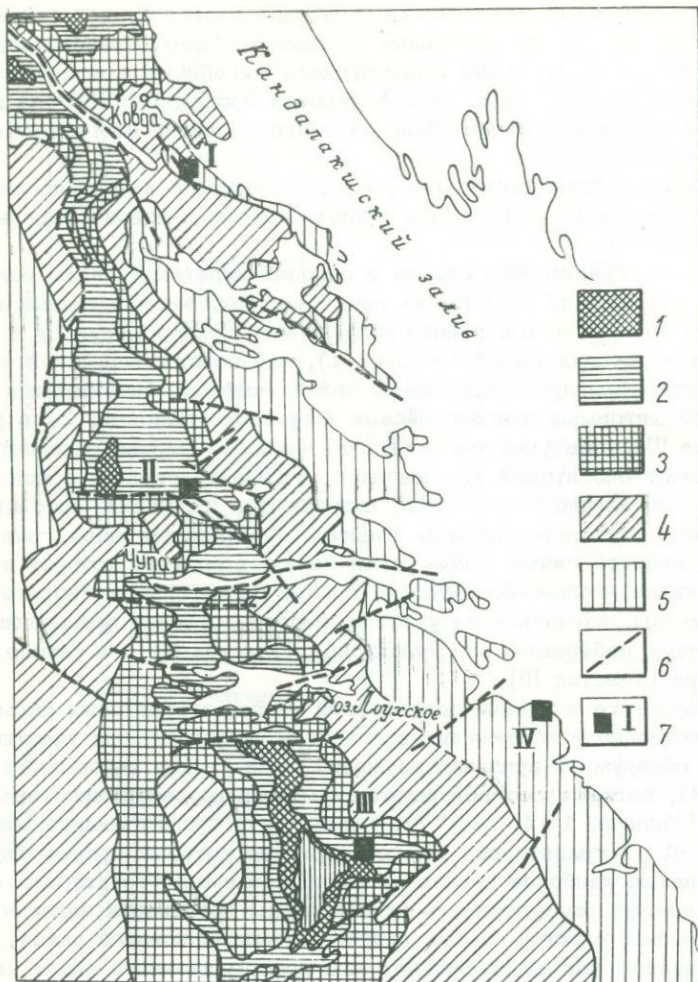 Кандалакшский залив
Ковда
I
1
2
3
II
4
Чупа
5
6
оз. Лоухское
IV
I
7
III